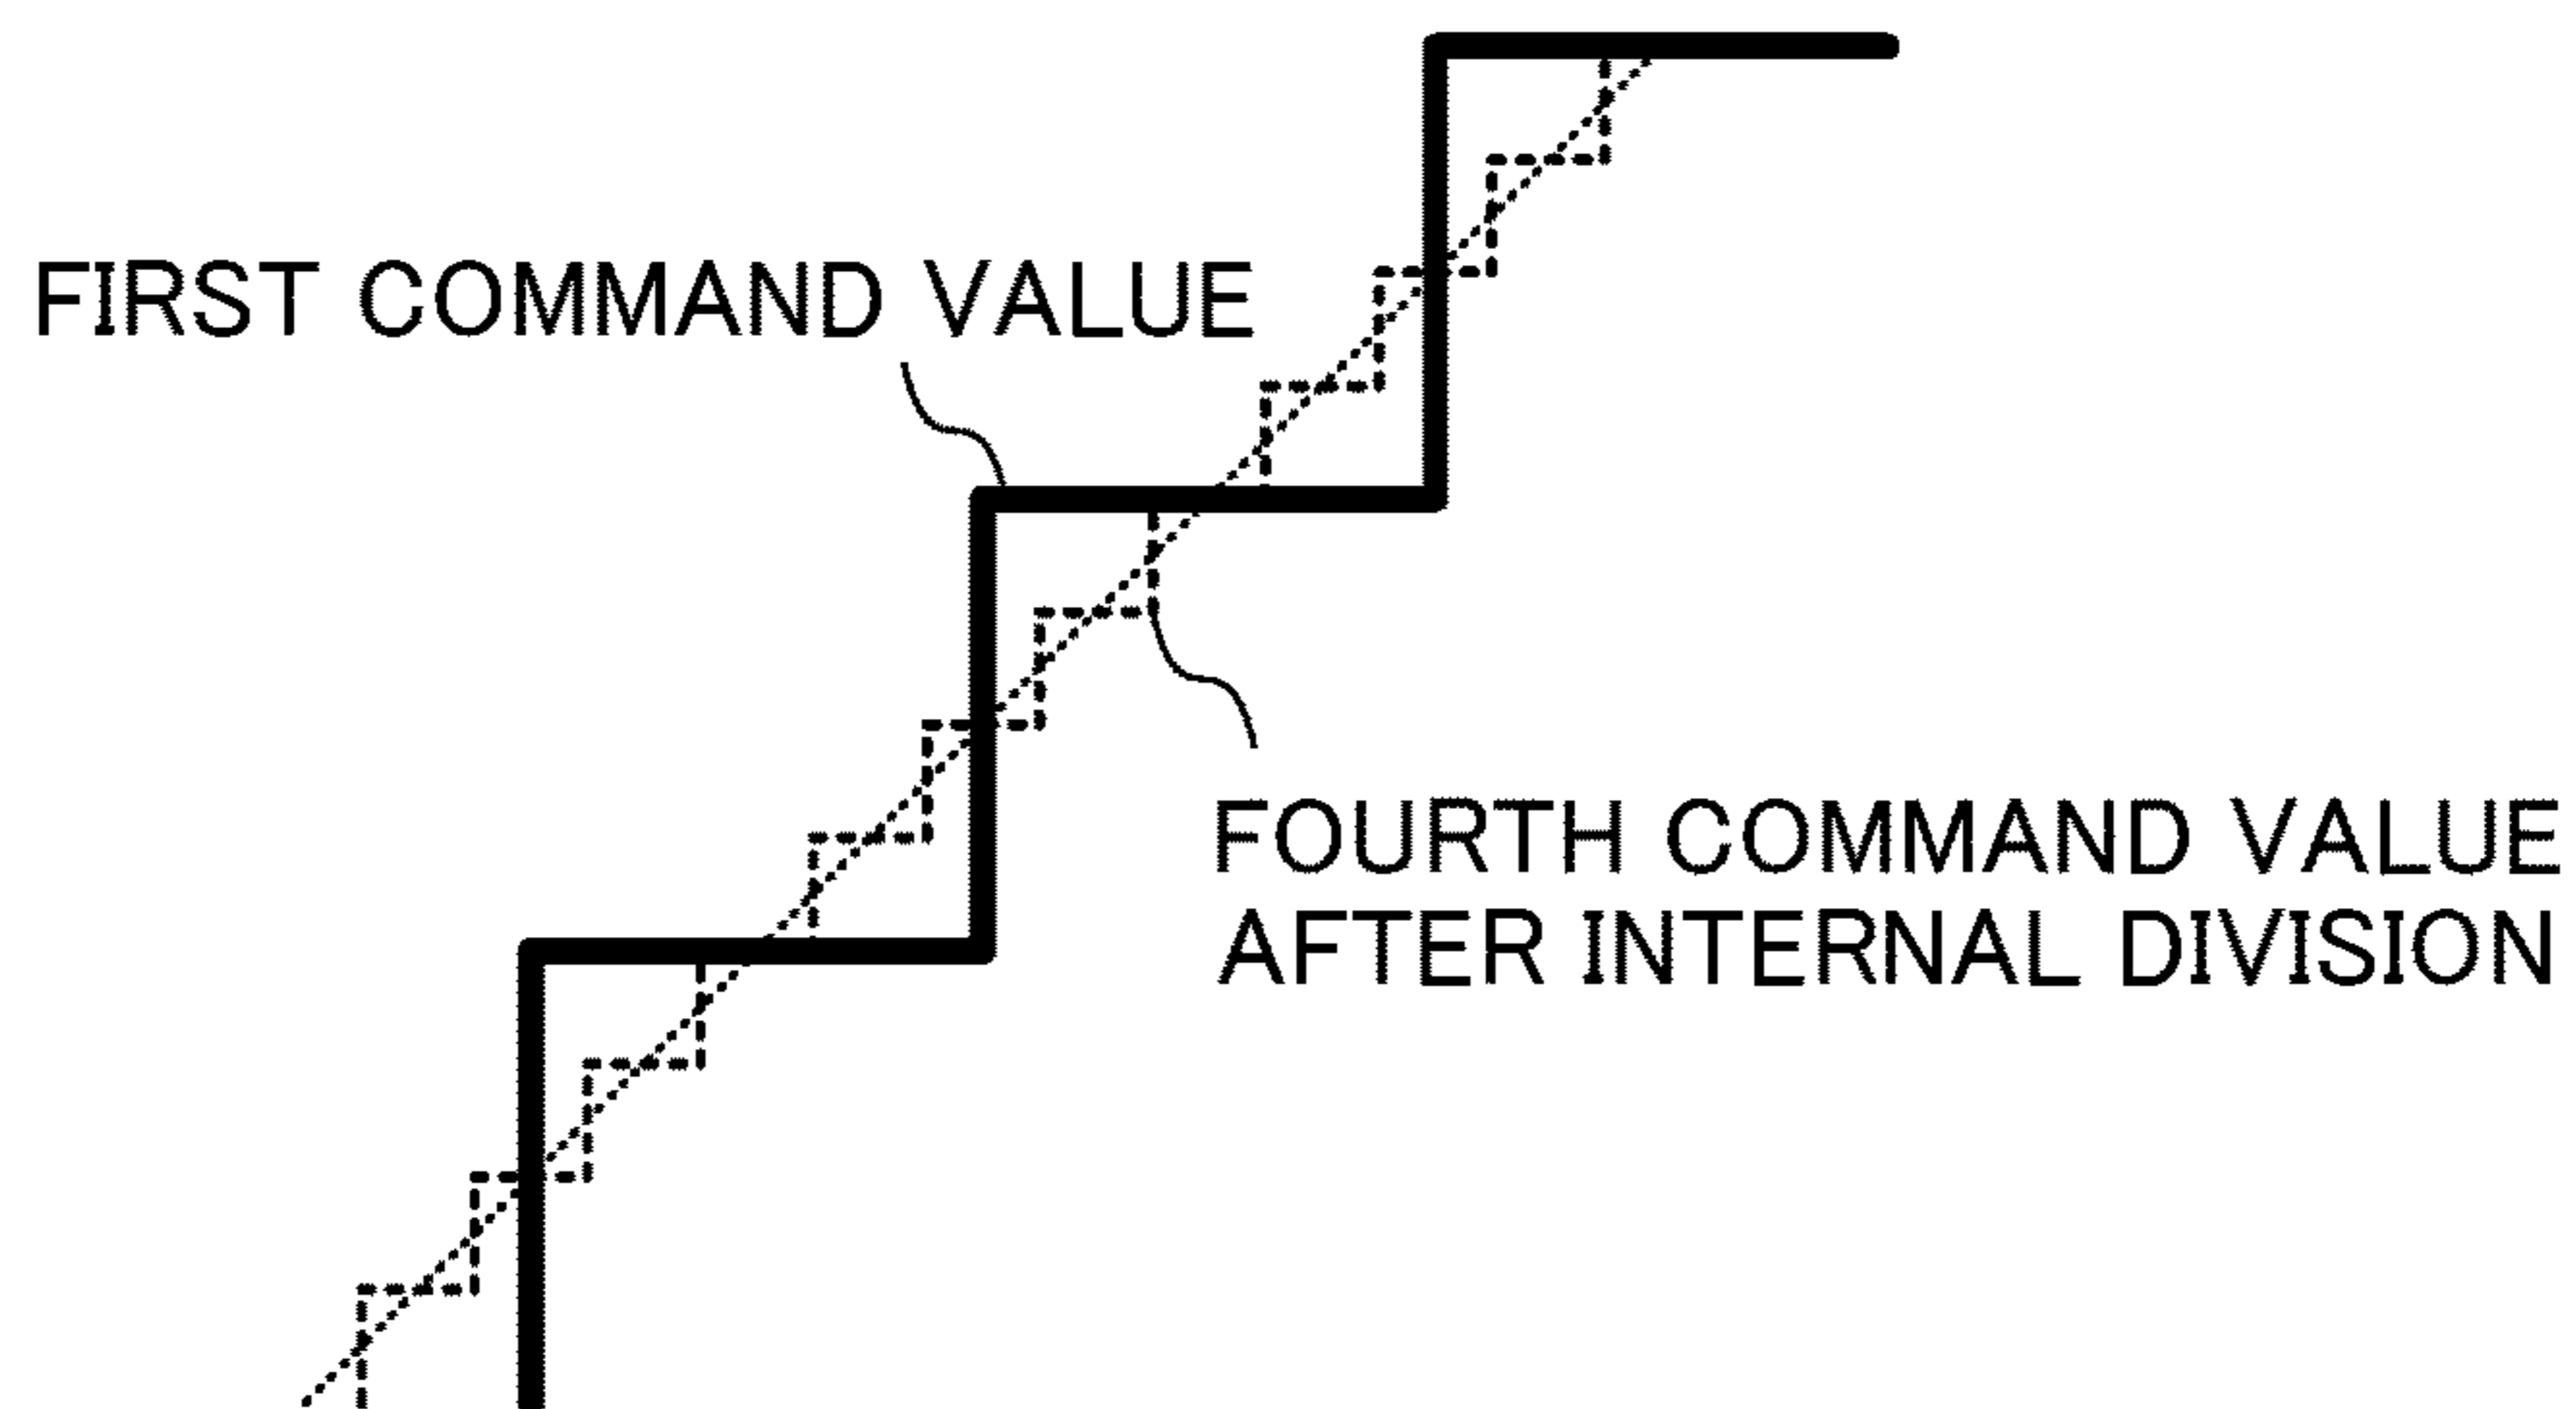 FIRST COMMAND VALUE
FOURTH COMMAND VALUE
AFTER INTERNAL DIVISION